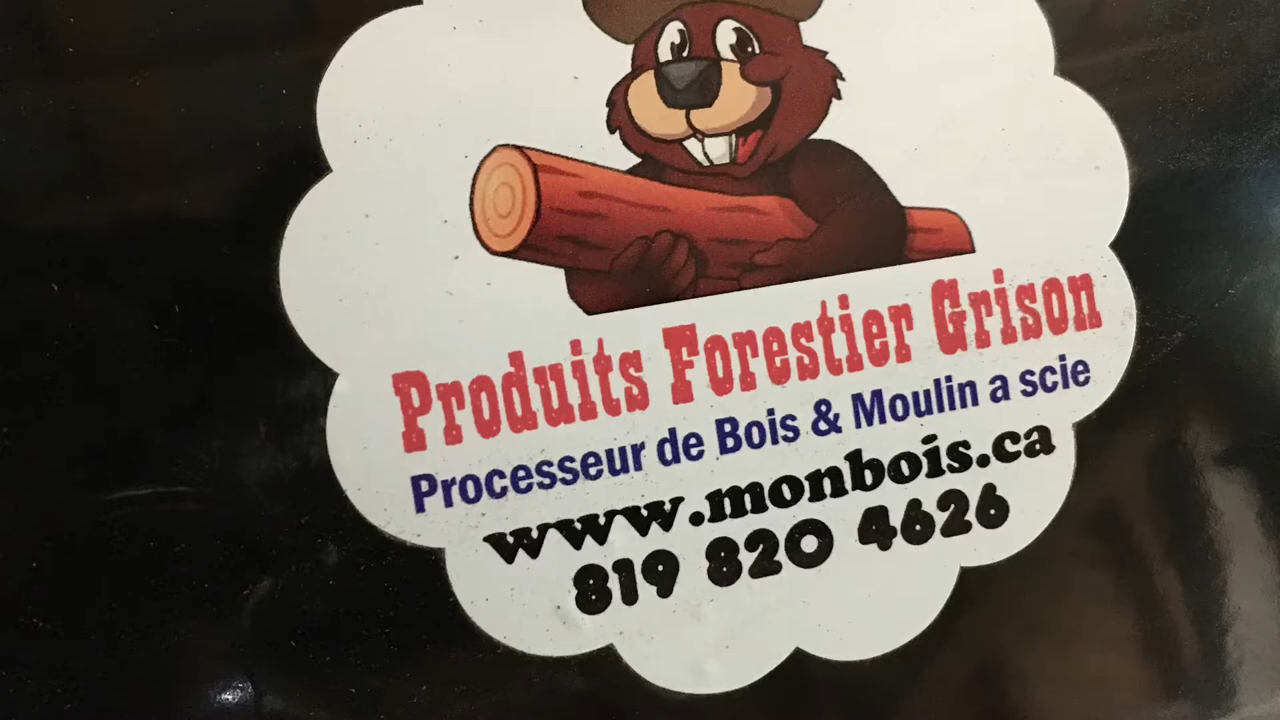 Produits Forestier Grison
Processeur de Bois & Moulin a scie
www.monbois.ca
819 820 4626